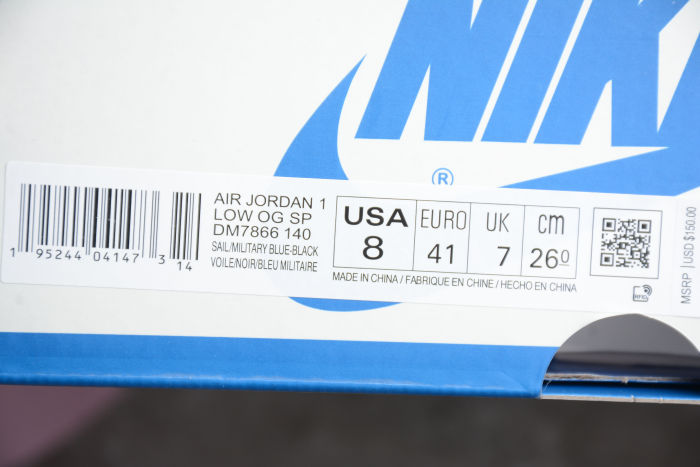 NIK
®
AIR JORDAN 1
LOW OG SP
DM7866 140
SAIL/MILITARY BLUE-BLACK
VOILE/NOIR/BLEU MILITAIRE
USA
8
EURO
41
UK
7
cm
26⁰
MADE IN CHINA / FABRIQUE EN CHINE / HECHO EN CHINA
1 95244 04147 3 14
RFID
MSRP USD $150.00